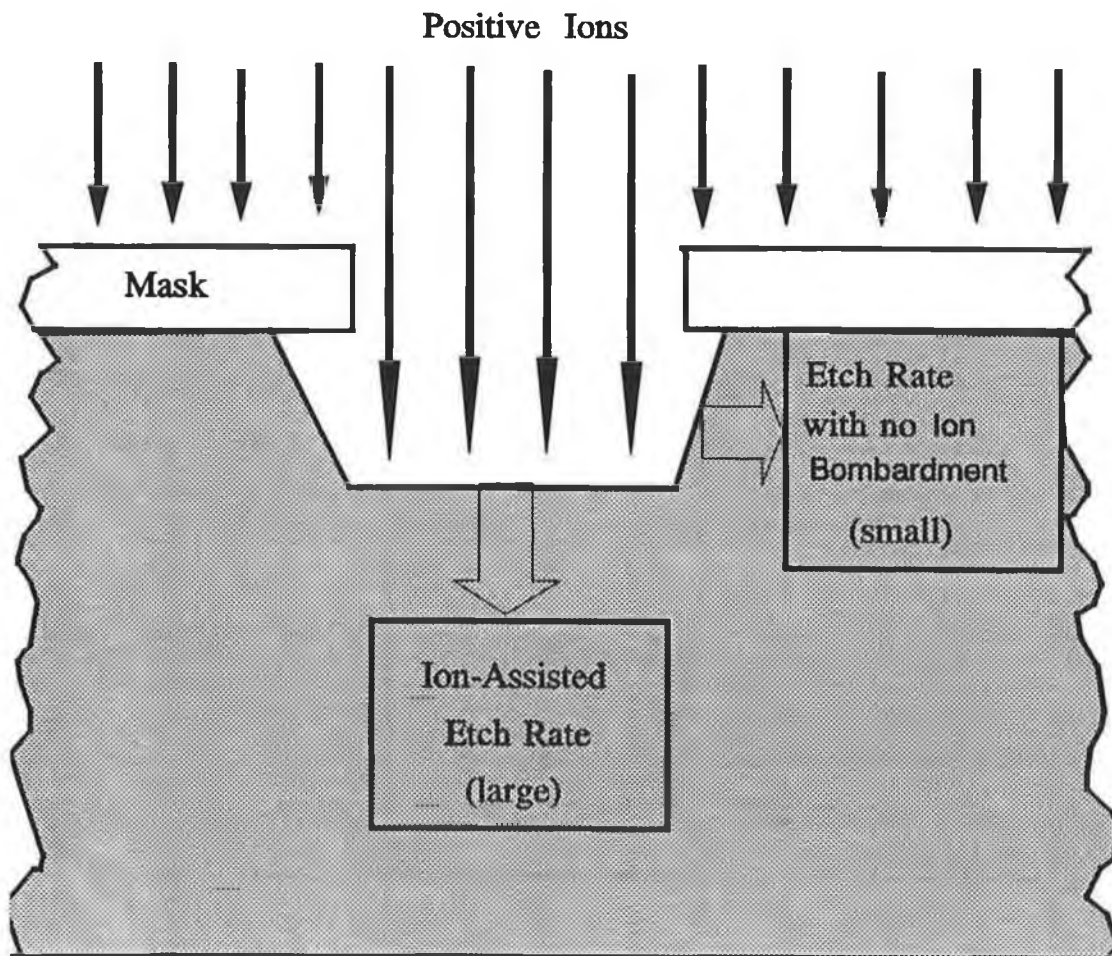 Positive Ions
Mask
Etch Rate
with no Ion
Bombardment
(small)
Ion-Assisted
Etch Rate
(large)